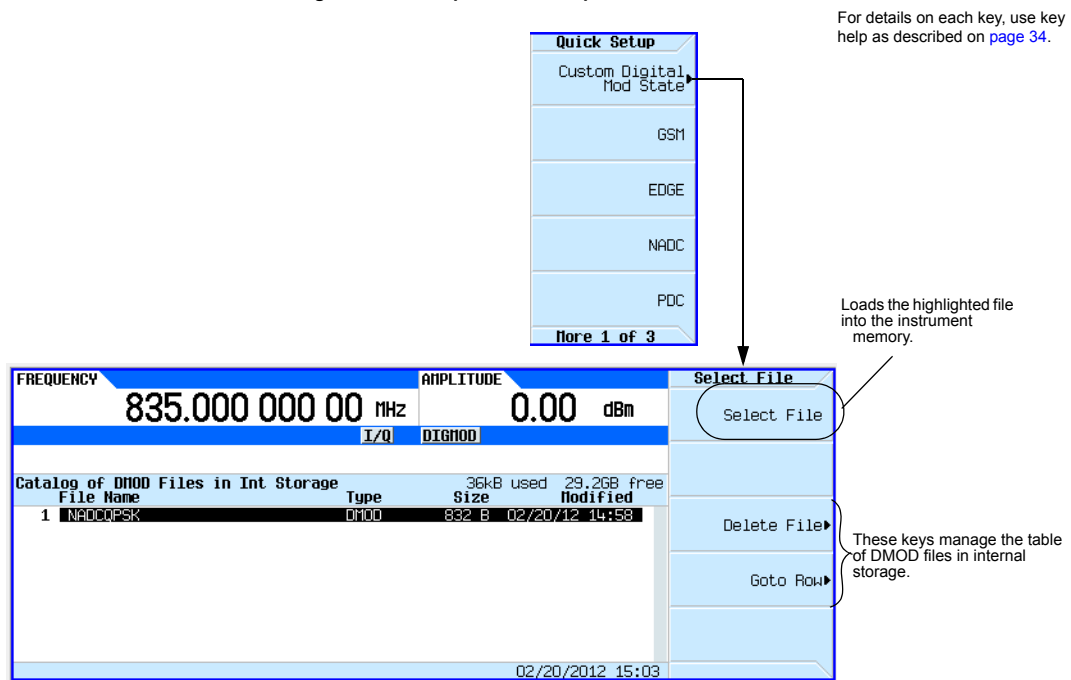 For details on each key, use key
help as described on page 34.
Quick Setup
Custom Digital
Mod State
GSM
EDGE
NADC
PDC
More 1 of 3
Loads the highlighted file
into the instrument
memory.
FREQUENCY
835.000 000 00 MHz
AMPLITUDE
0.00 dBm
I/Q DIGMOD
Catalog of DMOD Files in Int Storage 36kB used 29.2GB free
File Name Type Size Modified
1 NADCQPSK DMOD 832 B 02/20/12 14:58
02/20/2012 15:03
Select File
Select File
Delete File
Goto Row
These keys manage the table
of DMOD files in internal
storage.